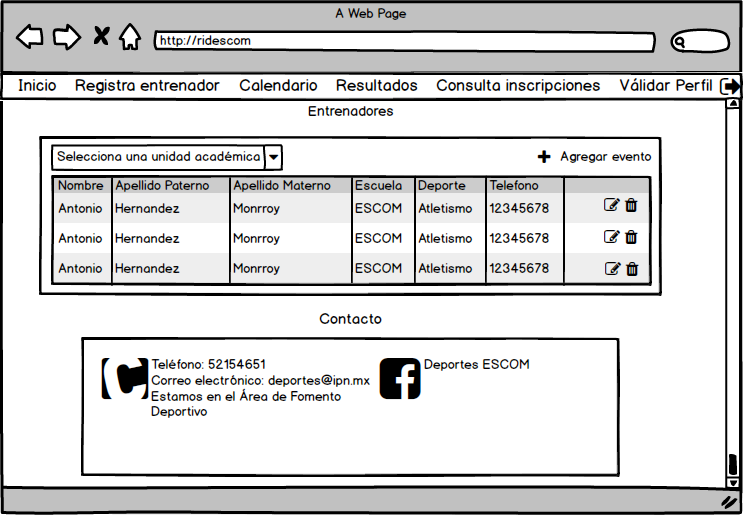 A Web Page
http://ridescom
Inicio Registra entrenador Calendario Resultados Consulta inscripciones Válidar Perfil
Entrenadores
Selecciona una unidad académica Agregar evento
Nombre Apellido Paterno Apellido Materno Escuela Deporte Telefono
Antonio Hernandez Monrroy ESCOM Atletismo 12345678
Antonio Hernandez Monrroy ESCOM Atletismo 12345678
Antonio Hernandez Monrroy ESCOM Atletismo 12345678
Contacto
Teléfono: 52154651
Correo electrónico: deportes@ipn.mx
Estamos en el Área de Fomento
Deportivo
Deportes ESCOM